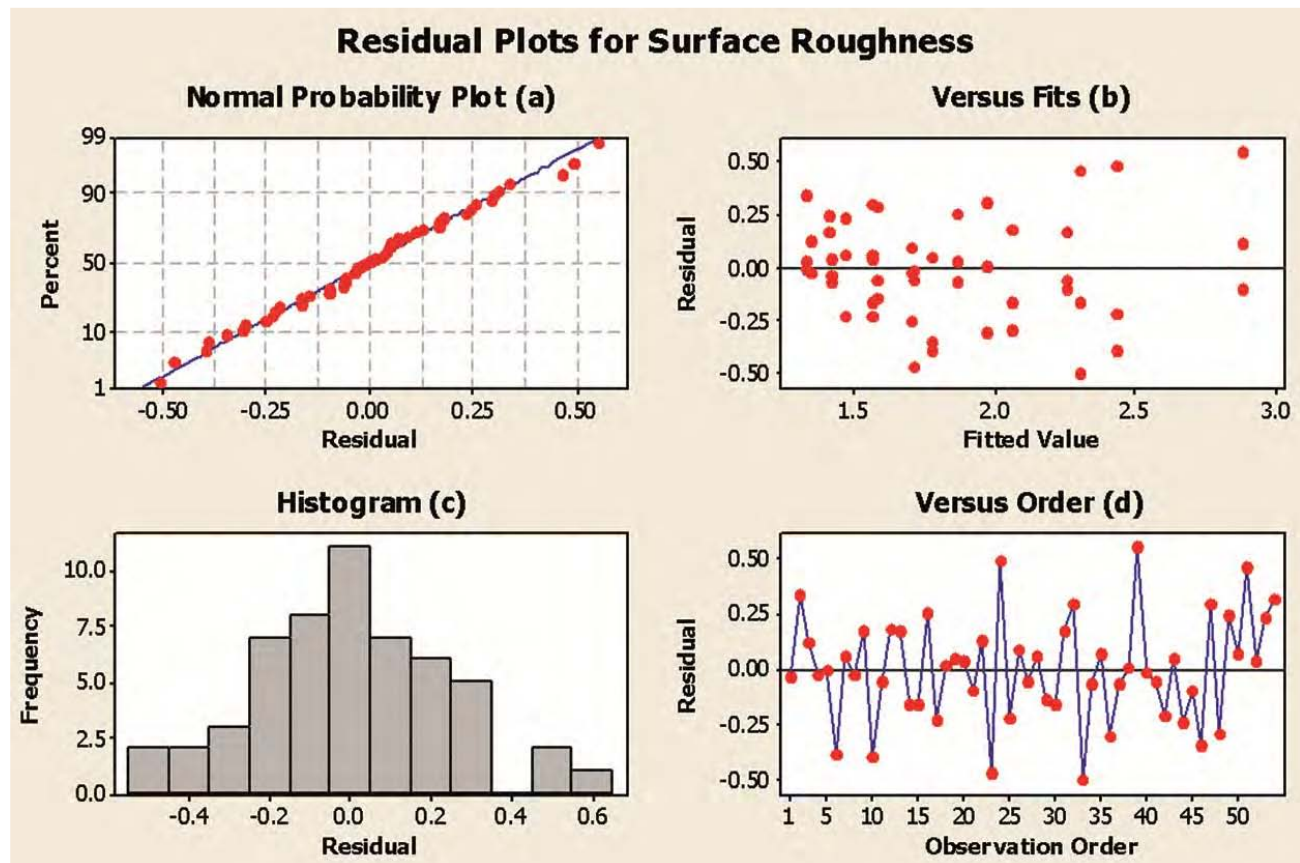 Residual Plots for Surface Roughness
Normal Probability Plot (a)
99
90
50
10
1
Percent
-0.50 -0.25 0.00 0.25 0.50
Residual
Versus Fits (b)
0.50
0.25
0.00
-0.25
-0.50
Residual
1.5 2.0 2.5 3.0
Fitted Value
Histogram (c)
10.0
7.5
5.0
2.5
0.0
Frequency
-0.4 -0.2 0.0 0.2 0.4 0.6
Residual
Versus Order (d)
0.50
0.25
0.00
-0.25
-0.50
Residual
1 5 10 15 20 25 30 35 40 45 50
Observation Order